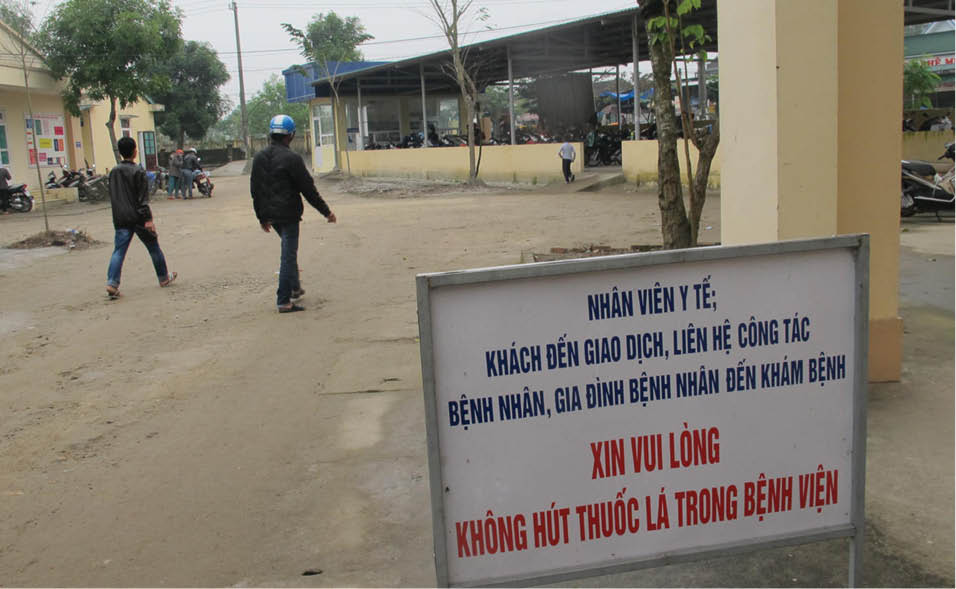 NHÂN VIÊN Y TẾ;
KHÁCH ĐẾN GIAO DỊCH, LIÊN HỆ CÔNG TÁC
BỆNH NHÂN, GIA ĐÌNH BỆNH NHÂN ĐẾN KHÁM BỆNH
XIN VUI LÒNG
KHÔNG HÚT THUỐC LÁ TRONG BỆNH VIỆN